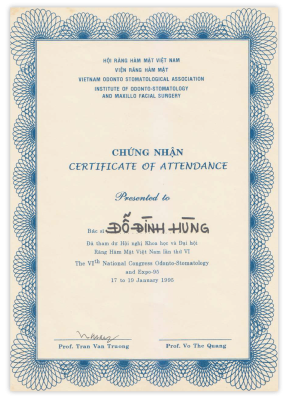 HỘI RĂNG HÀM MẶT VIỆT NAM
VIỆN RĂNG HÀM MẶT
VIETNAM ODONTO STOMATOLOGICAL ASSOCIATION
INSTITUTE OF ODONTO-STOMATOLOGY
AND MAXILLO FACIAL SURGERY
CHỨNG NHẬN
CERTIFICATE OF ATTENDANCE
Presented to
Bác sĩ ĐỖ ĐÌNH HÙNG
Đã tham dự Hội nghị Khoa học và Đại hội
Răng Hàm Mặt Việt Nam lần thứ VI
The VIth National Congress Odonto-Stomatology
and Expo-95
17 to 19 January 1995
Prof. Tran Van Truong
Prof. Vo The Quang